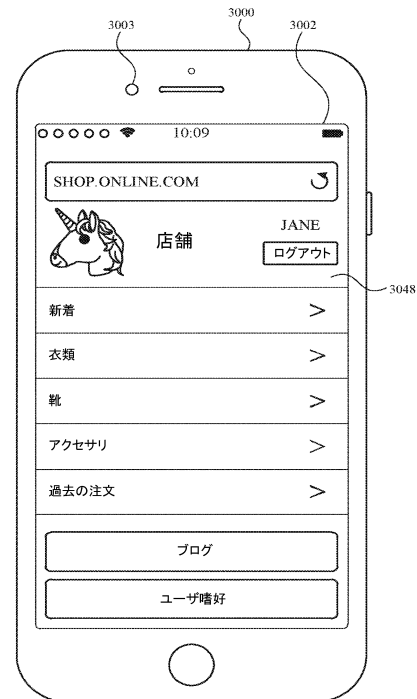 3003
3000
3002
10:09
SHOP.ONLINE.COM
店舗
JANE
ログアウト
3048
新着 >
衣類 >
靴 >
アクセサリ >
過去の注文 >
ブログ
ユーザ嗜好